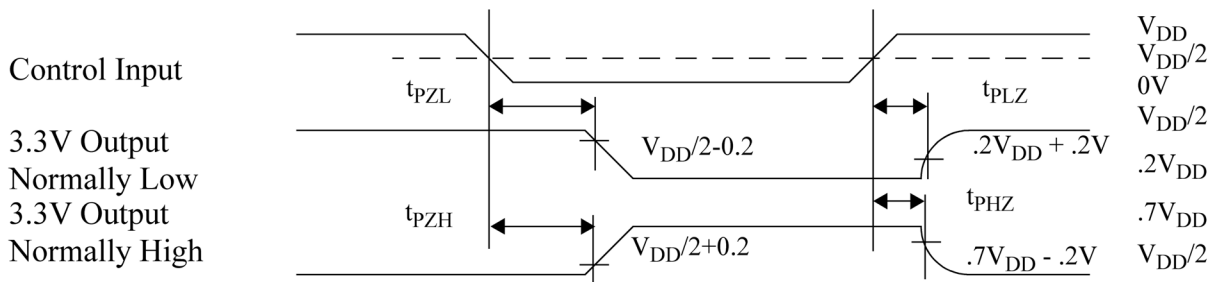 V_DD
V_DD/2
Control Input
0V
t_PZL
t_PLZ
V_DD/2
3.3V Output
V_DD/2-0.2
.2V_DD + .2V
Normally Low
.2V_DD
3.3V Output
t_PZH
t_PHZ
.7V_DD
Normally High
V_DD/2+0.2
.7V_DD - .2V
V_DD/2